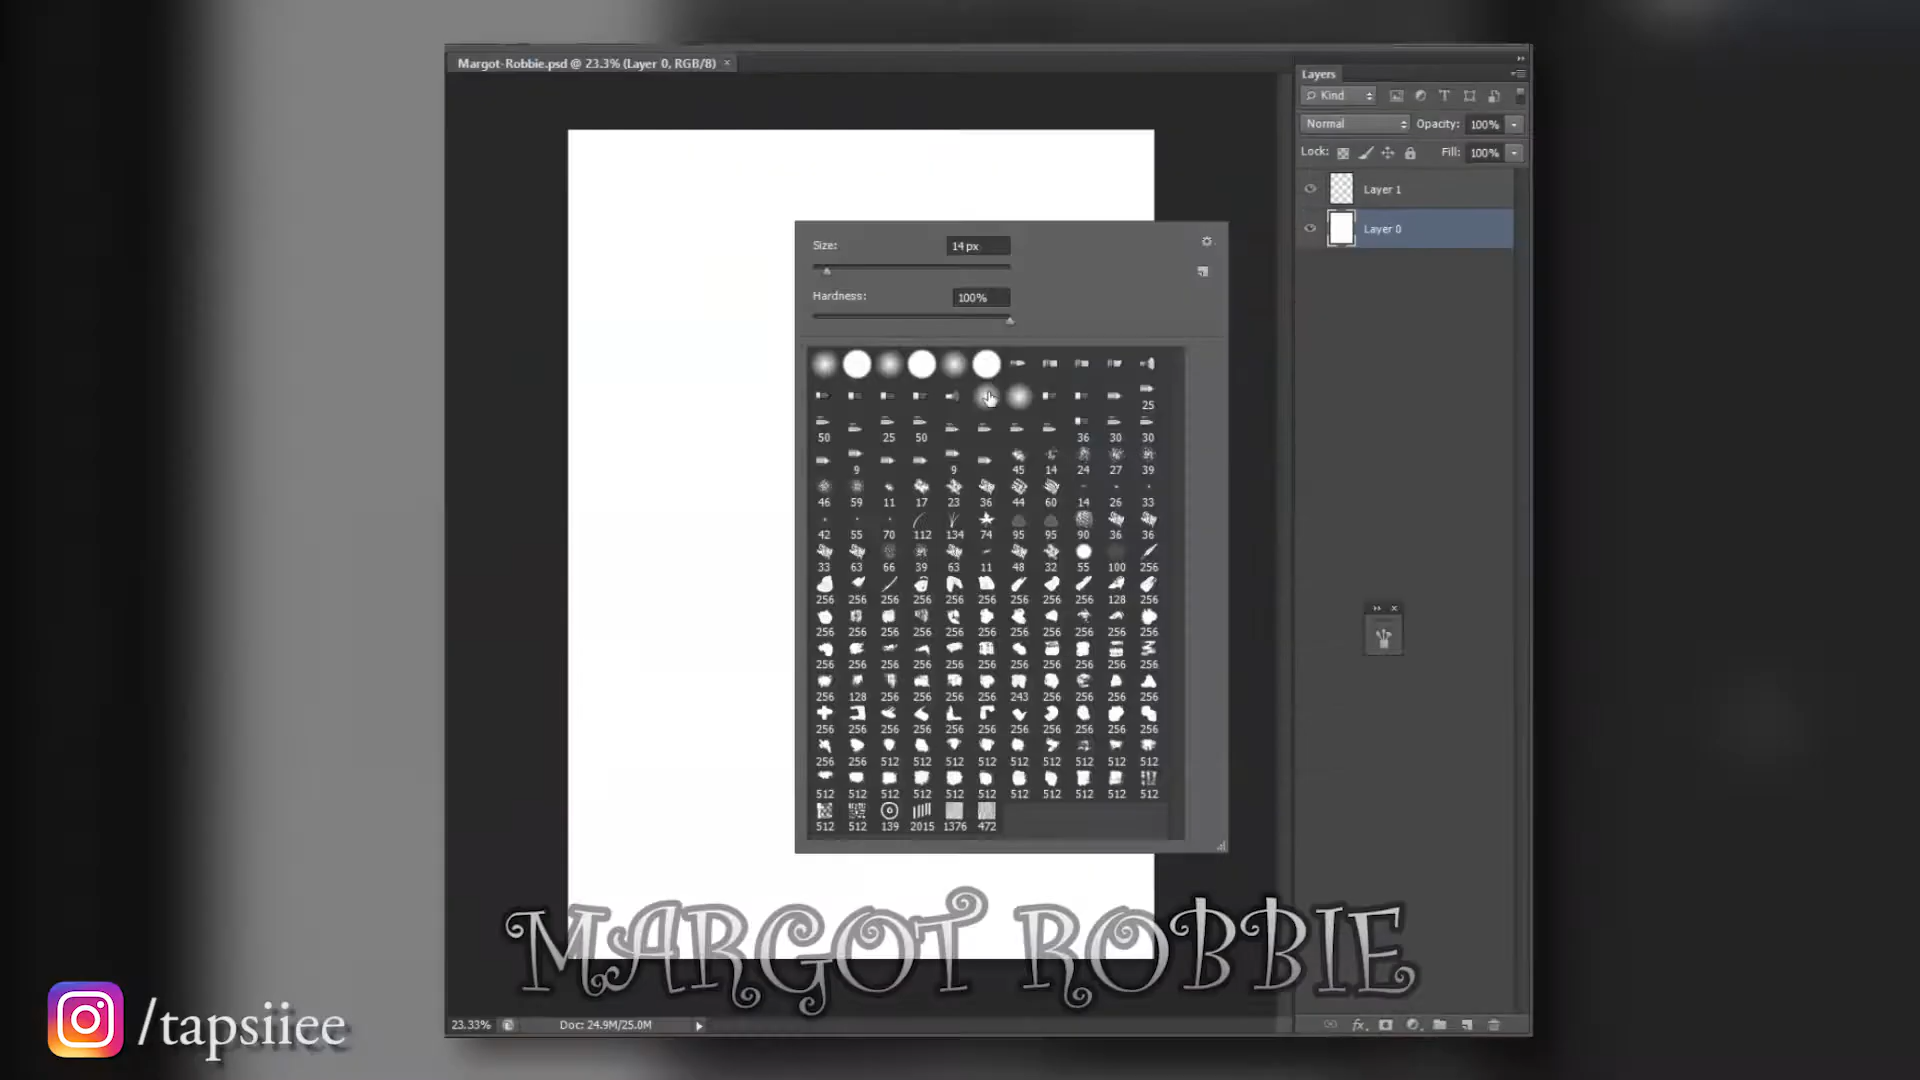 Margot-Robbie.psd @ 23.3% (Layer 0, RGB/8) ×
Layers
Kind
Normal Opacity: 100%
Lock: Fill: 100%
Layer 1
Layer 0
Size: 14 px
Hardness: 100%
25
50 25 50 36 30 30
9 9 45 14 24 27 39
46 59 11 17 23 36 44 60 14 26 33
42 55 70 112 134 74 95 95 90 36 36
33 63 66 39 63 11 48 32 55 100 256
256 256 256 256 256 256 256 256 256 128 256
256 256 256 256 256 256 256 256 256 256 256
256 256 256 256 256 256 256 256 256 256 256
256 128 256 256 256 256 243 256 256 256 256
256 256 256 256 256 256 256 256 256 256 256
256 256 512 512 512 512 512 512 512 512 512
512 512 512 512 512 512 512 512 512 512 512
512 512 139 2015 1376 472
MARGOT ROBBIE
/tapsiiee
23.33% Doc: 24.9M/25.0M
fx